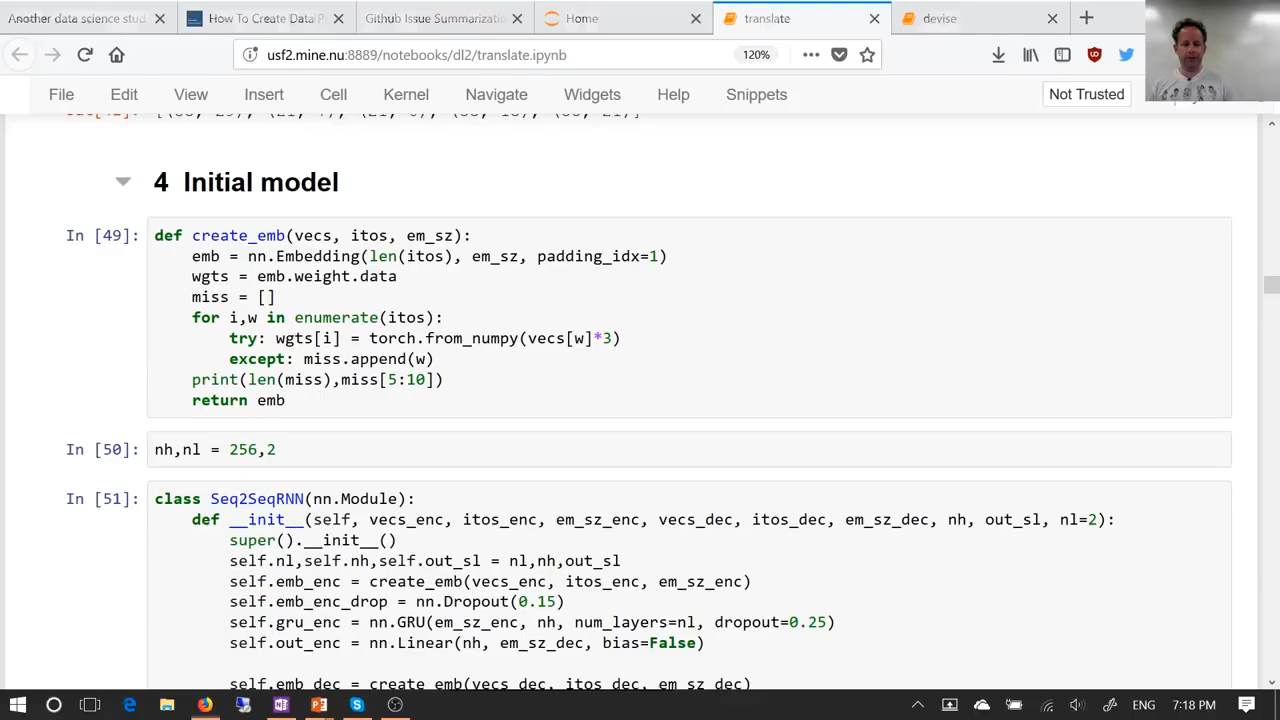 Another data science stud
How To Create Data P
Github Issue Summarizatio
Home
translate
devise
usf2.mine.nu:8889/notebooks/dl2/translate.ipynb
120%
File Edit View Insert Cell Kernel Navigate Widgets Help Snippets
Not Trusted
4 Initial model
In [49]:
def create_emb(vecs, itos, em_sz):
    emb = nn.Embedding(len(itos), em_sz, padding_idx=1)
    wgts = emb.weight.data
    miss = []
    for i,w in enumerate(itos):
        try: wgts[i] = torch.from_numpy(vecs[w]*3)
        except: miss.append(w)
    print(len(miss),miss[5:10])
    return emb
In [50]:
nh,nl = 256,2
In [51]:
class Seq2SeqRNN(nn.Module):
    def __init__(self, vecs_enc, itos_enc, em_sz_enc, vecs_dec, itos_dec, em_sz_dec, nh, out_sl, nl=2):
        super().__init__()
        self.nl,self.nh,self.out_sl = nl,nh,out_sl
        self.emb_enc = create_emb(vecs_enc, itos_enc, em_sz_enc)
        self.emb_enc_drop = nn.Dropout(0.15)
        self.gru_enc = nn.GRU(em_sz_enc, nh, num_layers=nl, dropout=0.25)
        self.out_enc = nn.Linear(nh, em_sz_dec, bias=False)
        self.emb_dec = create_emb(vecs_dec, itos_dec, em_sz_dec)
ENG
7:18 PM